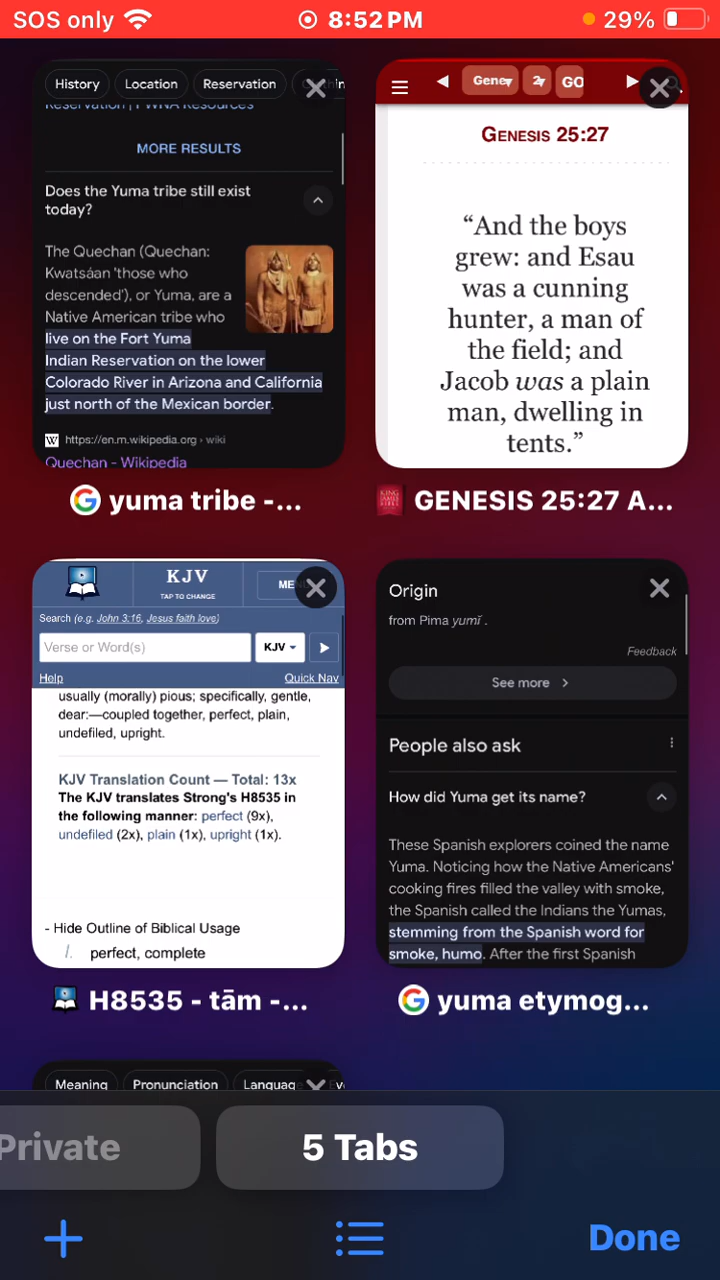 SOS only 8:52 PM 29%
History Location Reservation
Reservation | FWNA Resources
MORE RESULTS
Does the Yuma tribe still exist
today?
The Quechan (Quechan:
Kwatsáan 'those who
descended'), or Yuma, are a
Native American tribe who
live on the Fort Yuma
Indian Reservation on the lower
Colorado River in Arizona and California
just north of the Mexican border.
W https://en.m.wikipedia.org › wiki
Quechan - Wikipedia
G yuma tribe -...
Gene 2 GO
GENESIS 25:27
“And the boys
grew: and Esau
was a cunning
hunter, a man of
the field; and
Jacob was a plain
man, dwelling in
tents.”
GENESIS 25:27 A...
KJV
TAP TO CHANGE
ME
Search (e.g. John 3:16, Jesus faith love)
Verse or Word(s) KJV
Help Quick Nav
usually (morally) pious; specifically, gentle,
dear:—coupled together, perfect, plain,
undefiled, upright.
KJV Translation Count — Total: 13x
The KJV translates Strong's H8535 in
the following manner: perfect (9x),
undefiled (2x), plain (1x), upright (1x).
- Hide Outline of Biblical Usage
I. perfect, complete
H8535 - tām -...
Origin
from Pima yumĭ .
Feedback
See more
People also ask
How did Yuma get its name?
These Spanish explorers coined the name
Yuma. Noticing how the Native Americans'
cooking fires filled the valley with smoke,
the Spanish called the Indians the Yumas,
stemming from the Spanish word for
smoke, humo. After the first Spanish
G yuma etymog...
Meaning Pronunciation Language
Private 5 Tabs
Done